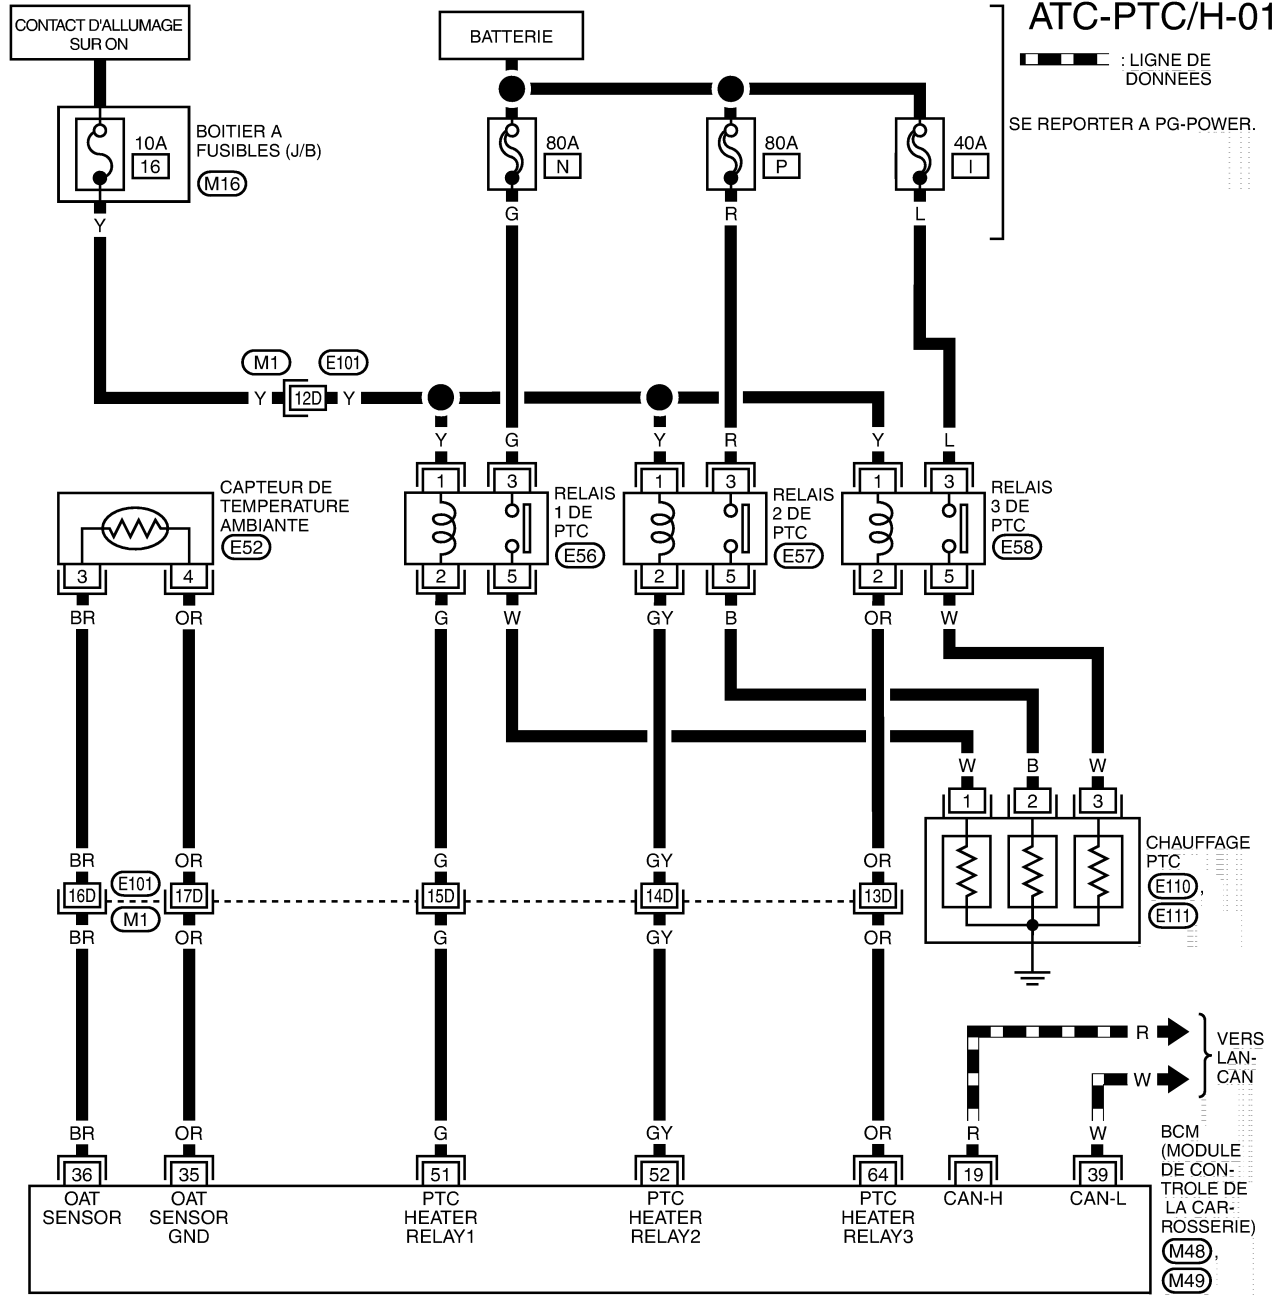 ATC-PTC/H-01
CONTACT D'ALLUMAGE
SUR ON
BATTERIE
: LIGNE DE
DONNEES
SE REPORTER A PG-POWER.
10A
16
BOITIER A
FUSIBLES (J/B)
M16
80A
N
80A
P
40A
I
Y
G
R
L
M1
E101
Y
12D
Y
Y
G
Y
R
Y
L
1
3
1
3
1
3
CAPTEUR DE
TEMPERATURE
AMBIANTE
E52
RELAIS
1 DE
PTC
E56
RELAIS
2 DE
PTC
E57
RELAIS
3 DE
PTC
E58
3
4
2
5
2
5
2
5
BR
OR
G
W
GY
B
OR
W
W
B
W
1
2
3
CHAUFFAGE
PTC
E110 ,
E111
BR
OR
G
GY
OR
16D
E101
M1
17D
15D
14D
13D
BR
OR
G
GY
OR
R
W
VERS
LAN-
CAN
BR
OR
G
GY
OR
R
W
36
35
51
52
64
19
39
OAT
SENSOR
OAT
SENSOR
GND
PTC
HEATER
RELAY1
PTC
HEATER
RELAY2
PTC
HEATER
RELAY3
CAN-H
CAN-L
BCM
(MODULE
DE CON-
TROLE DE
LA CAR-
ROSSERIE)
M48 ,
M49